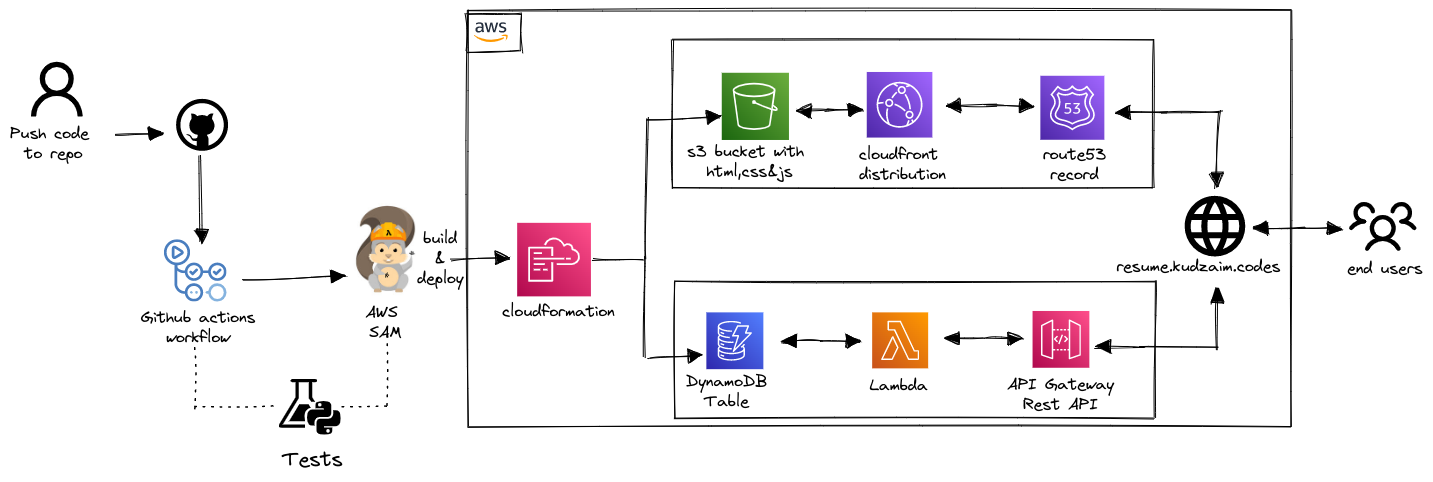 aws
Push code
to repo
s3 bucket with
html,css&js
cloudfront
distribution
53
route53
record
build
&
deploy
resume.kudzaim.codes
end users
cloudformation
Github actions
workflow
AWS
SAM
</>
DynamoDB
Table
Lambda
API Gateway
Rest API
Tests